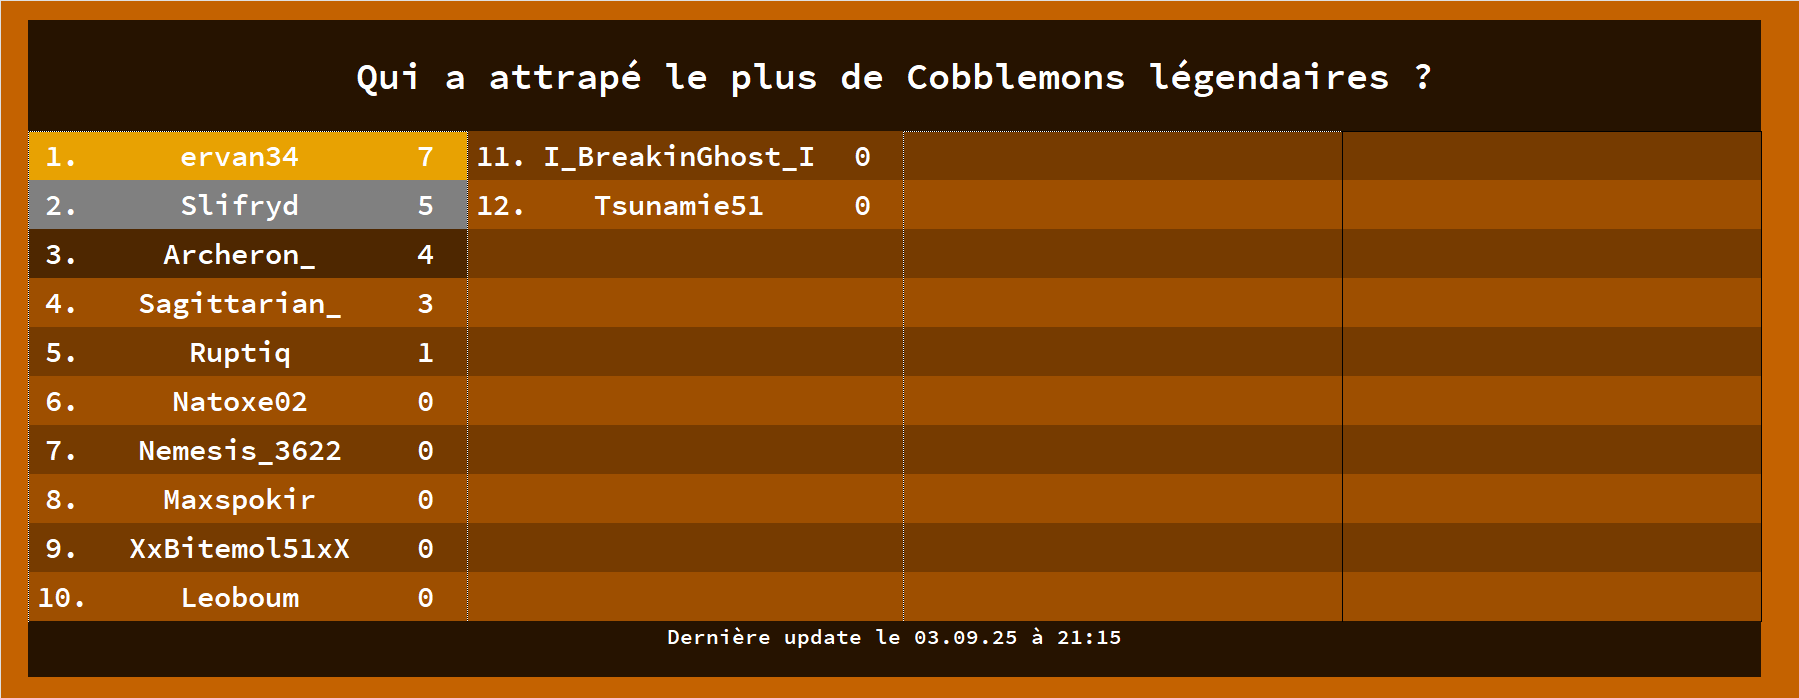 Qui a attrapé le plus de Cobblemons légendaires ?
1. ervan34 7
2. Slifryd 5
3. Archeron_ 4
4. Sagittarian_ 3
5. Ruptiq 1
6. Natoxe02 0
7. Nemesis_3622 0
8. Maxspokir 0
9. XxBitemol51xX 0
10. Leoboum 0
11. I_BreakinGhost_I 0
12. Tsunamie51 0
Dernière update le 03.09.25 à 21:15